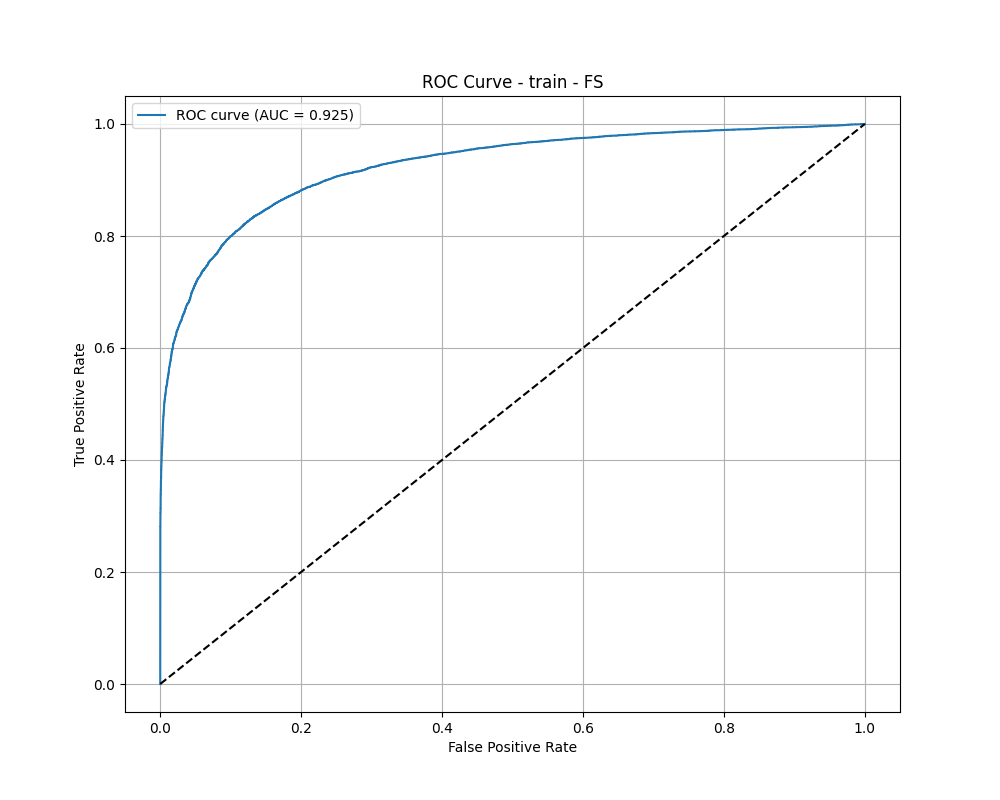 ROC Curve - train - FS
ROC curve (AUC = 0.925)
True Positive Rate
1.0
0.8
0.6
0.4
0.2
0.0
0.0 0.2 0.4 0.6 0.8 1.0
False Positive Rate